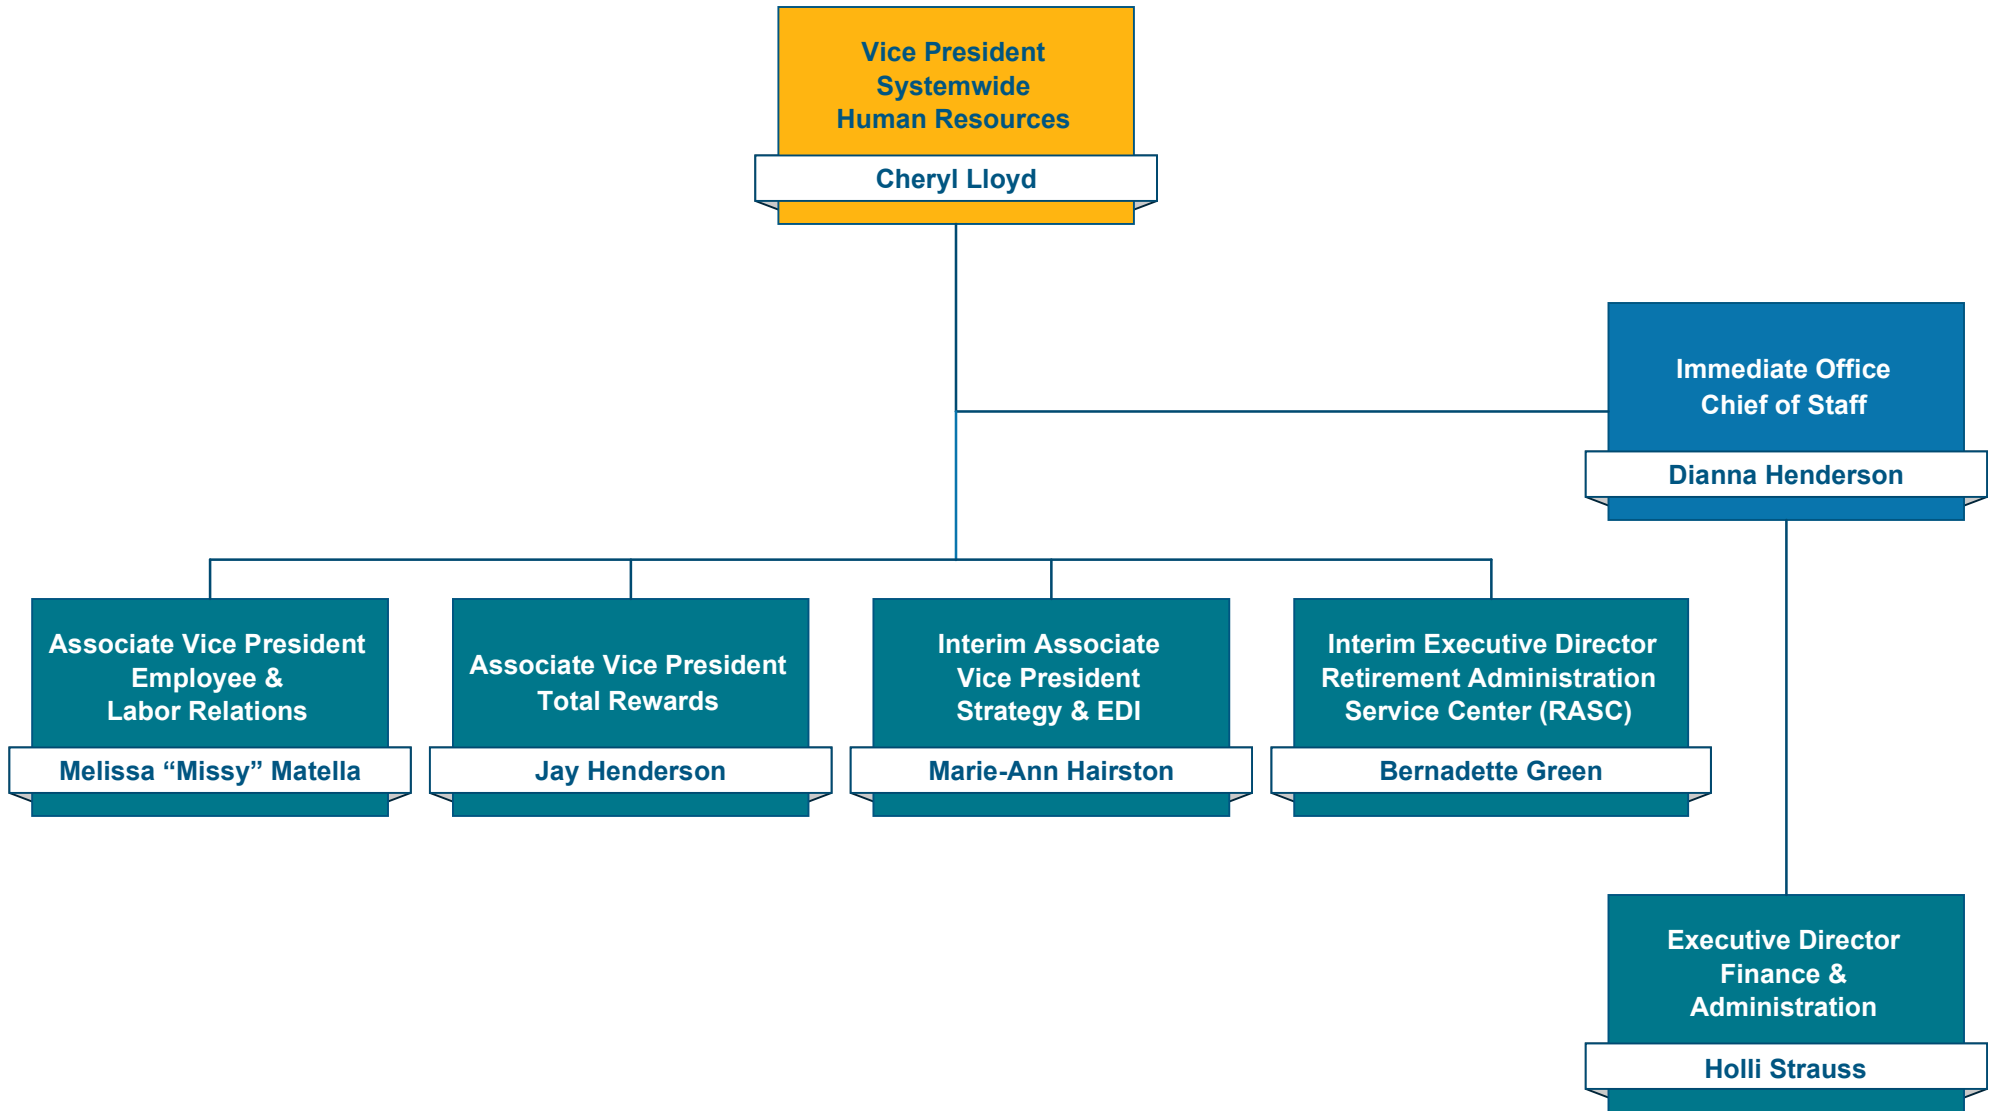 Vice President
Systemwide
Human Resources
Cheryl Lloyd
Immediate Office
Chief of Staff
Dianna Henderson
Associate Vice President
Employee &
Labor Relations
Melissa “Missy” Matella
Associate Vice President
Total Rewards
Jay Henderson
Interim Associate
Vice President
Strategy & EDI
Marie-Ann Hairston
Interim Executive Director
Retirement Administration
Service Center (RASC)
Bernadette Green
Executive Director
Finance &
Administration
Holli Strauss